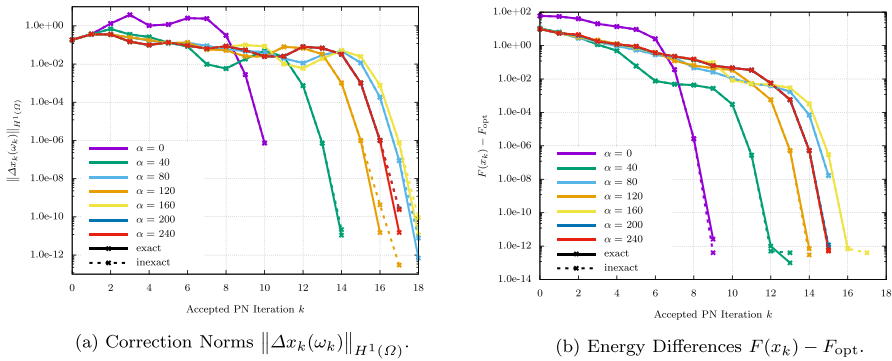 1.0e+00
1.0e-02
1.0e-04
1.0e-06
1.0e-08
1.0e-10
1.0e-12
‖Δx_k(ω_k)‖_{H^1(Ω)}
α = 0
α = 40
α = 80
α = 120
α = 160
α = 200
α = 240
exact
inexact
0 2 4 6 8 10 12 14 16 18
Accepted PN Iteration k
(a) Correction Norms ‖Δx_k(ω_k)‖_{H^1(Ω)}.
1.0e+02
1.0e+00
1.0e-02
1.0e-04
1.0e-06
1.0e-08
1.0e-10
1.0e-12
1.0e-14
F(x_k) − F_opt
α = 0
α = 40
α = 80
α = 120
α = 160
α = 200
α = 240
exact
inexact
0 2 4 6 8 10 12 14 16 18
Accepted PN Iteration k
(b) Energy Differences F(x_k) − F_opt.